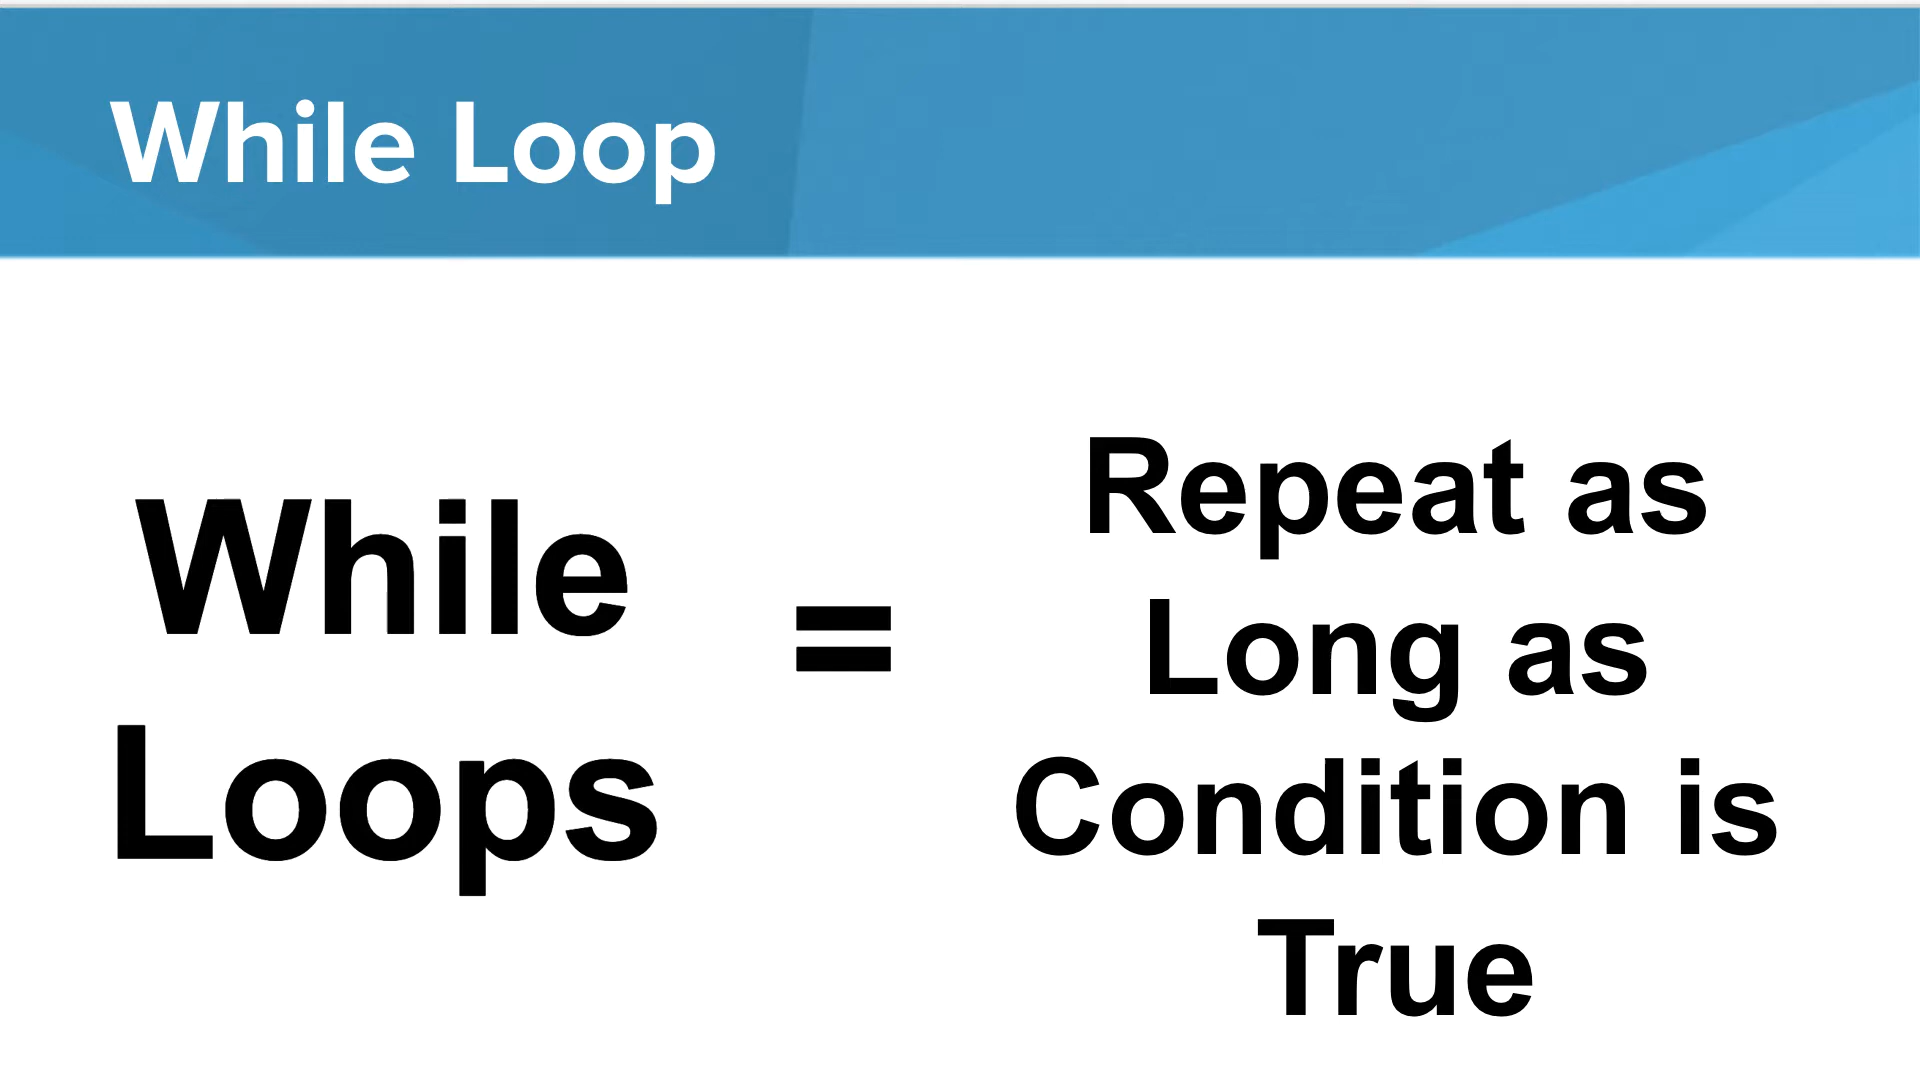 While Loop
While
Loops
=
Repeat as
Long as
Condition is
True